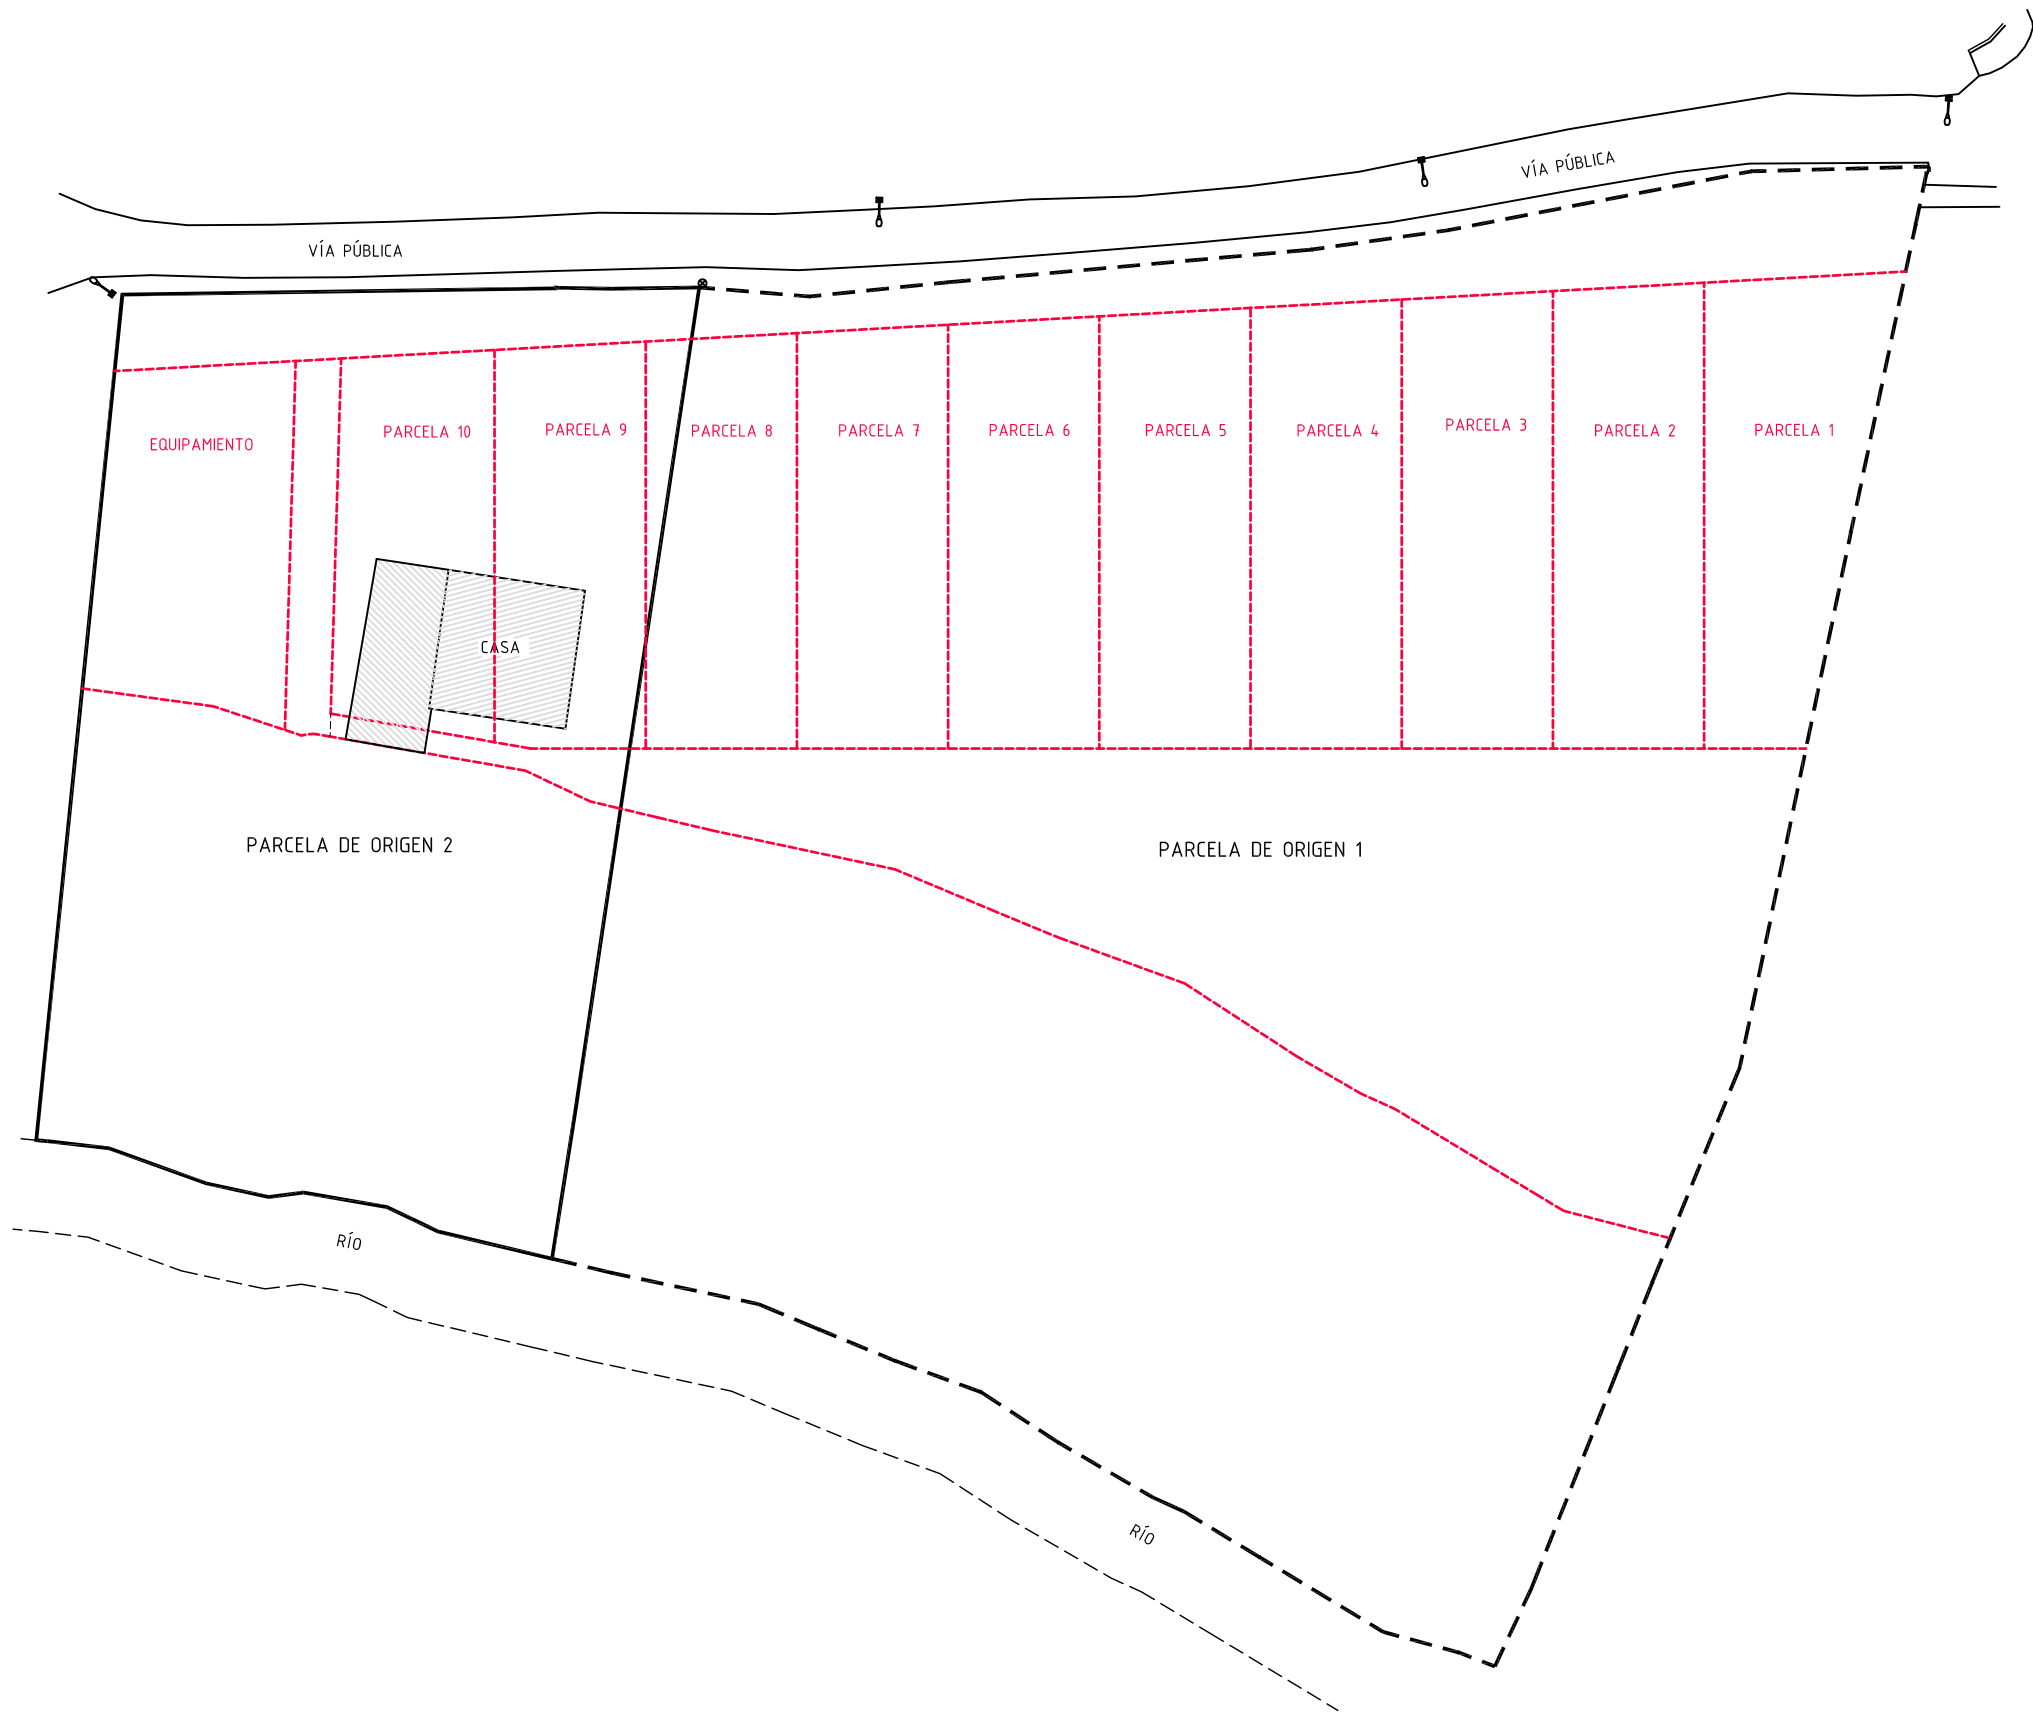 VÍA PÚBLICA
VÍA PÚBLICA
EQUIPAMIENTO
PARCELA 10
PARCELA 9
PARCELA 8
PARCELA 7
PARCELA 6
PARCELA 5
PARCELA 4
PARCELA 3
PARCELA 2
PARCELA 1
CASA
PARCELA DE ORIGEN 2
PARCELA DE ORIGEN 1
RÍO
RÍO